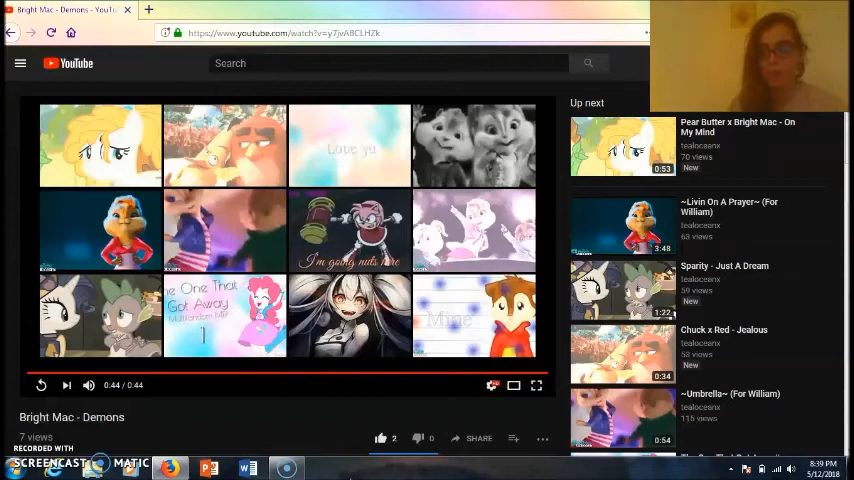 Bright Mac - Demons - YouTu
https://www.youtube.com/watch?v=y7jvA8CLHZk
YouTube
Search
Love ya
I'm going nuts here
One That
Got Away
Multifandom Mix
Mine
0:44 / 0:44
Bright Mac - Demons
7 views
2
0
SHARE
Up next
Pear Butter x Bright Mac - On
My Mind
tealoceanx
70 views
New
0:53
~Livin On A Prayer~ (For
William)
tealoceanx
63 views
3:48
Sparity - Just A Dream
tealoceanx
59 views
New
1:22
Chuck x Red - Jealous
tealoceanx
53 views
New
0:34
~Umbrella~ (For William)
tealoceanx
115 views
0:54
RECORDED WITH
SCREENCAST MATIC
8:39 PM
5/12/2018